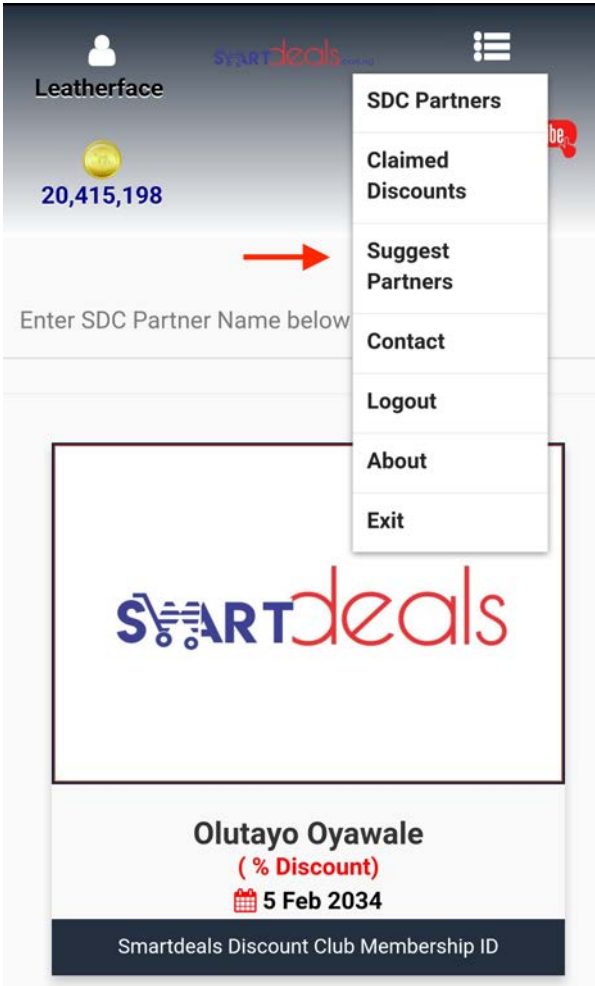 Leatherface
SMARTdeals
20,415,198
SDC Partners
Claimed
Discounts
Suggest
Partners
Contact
Logout
About
Exit
be
Enter SDC Partner Name below
SMARTdeals
Olutayo Oyawale
( % Discount)
5 Feb 2034
Smartdeals Discount Club Membership ID